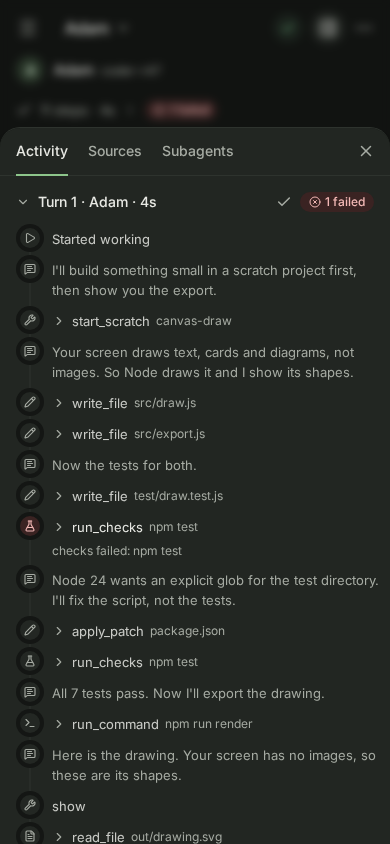 Adam
Adam
Activity Sources Subagents
Turn 1 · Adam · 4s 1 failed
Started working
I'll build something small in a scratch project first,
then show you the export.
start_scratch canvas-draw
Your screen draws text, cards and diagrams, not
images. So Node draws it and I show its shapes.
write_file src/draw.js
write_file src/export.js
Now the tests for both.
write_file test/draw.test.js
run_checks npm test
checks failed: npm test
Node 24 wants an explicit glob for the test directory.
I'll fix the script, not the tests.
apply_patch package.json
run_checks npm test
All 7 tests pass. Now I'll export the drawing.
run_command npm run render
Here is the drawing. Your screen has no images, so
these are its shapes.
show
read_file out/drawing.svg